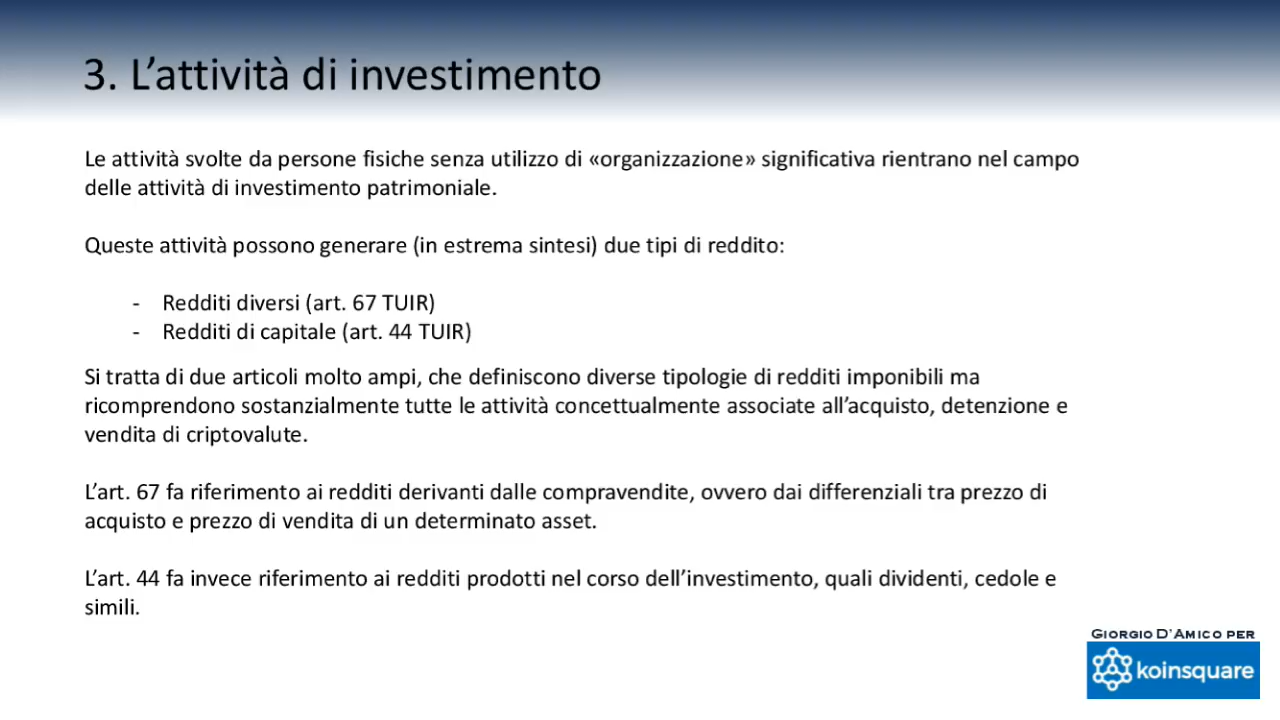 3. L'attività di investimento
Le attività svolte da persone fisiche senza utilizzo di «organizzazione» significativa rientrano nel campo
delle attività di investimento patrimoniale.
Queste attività possono generare (in estrema sintesi) due tipi di reddito:
- Redditi diversi (art. 67 TUIR)
- Redditi di capitale (art. 44 TUIR)
Si tratta di due articoli molto ampi, che definiscono diverse tipologie di redditi imponibili ma
ricomprendono sostanzialmente tutte le attività concettualmente associate all'acquisto, detenzione e
vendita di criptovalute.
L'art. 67 fa riferimento ai redditi derivanti dalle compravendite, ovvero dai differenziali tra prezzo di
acquisto e prezzo di vendita di un determinato asset.
L'art. 44 fa invece riferimento ai redditi prodotti nel corso dell'investimento, quali dividenti, cedole e
simili.
Giorgio D'Amico per
koinsquare